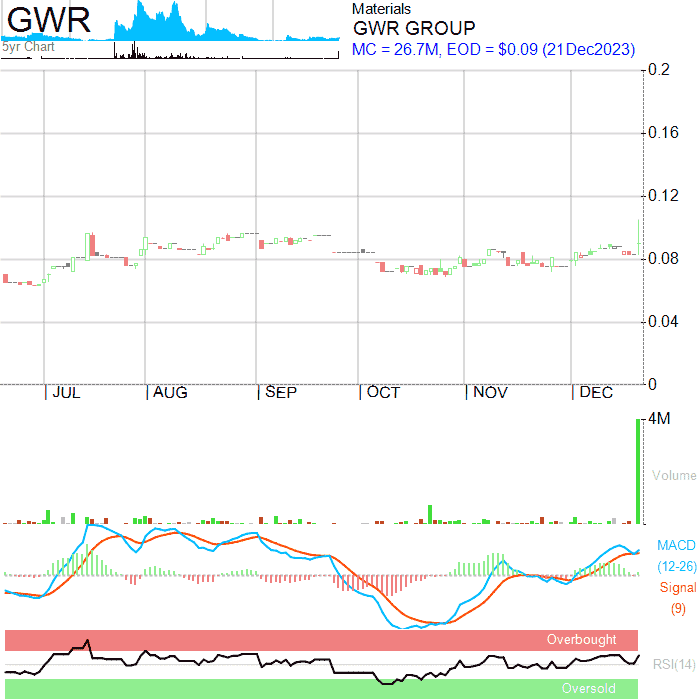 GWR
5yr Chart
Materials
GWR GROUP
MC = 26.7M, EOD = $0.09 (21Dec2023)
0.2
0.16
0.12
0.08
0.04
0
JUL AUG SEP OCT NOV DEC
4M
Volume
MACD
(12-26)
Signal
(9)
Overbought
RSI(14)
Oversold